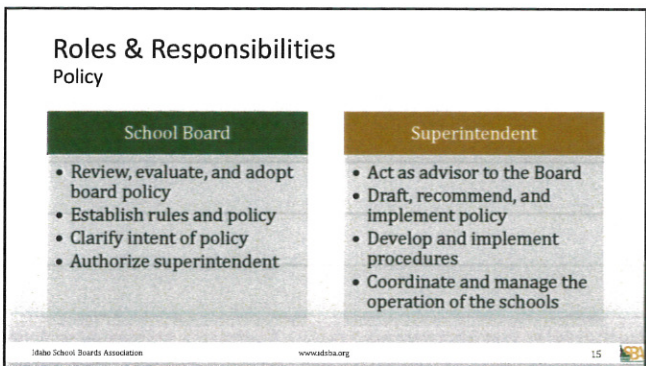 Roles & Responsibilities
Policy
School Board
• Review, evaluate, and adopt
board policy
• Establish rules and policy
• Clarify intent of policy
• Authorize superintendent
Superintendent
• Act as advisor to the Board
• Draft, recommend, and
implement policy
• Develop and implement
procedures
• Coordinate and manage the
operation of the schools
Idaho School Boards Association
www.idsba.org
15
ISBA